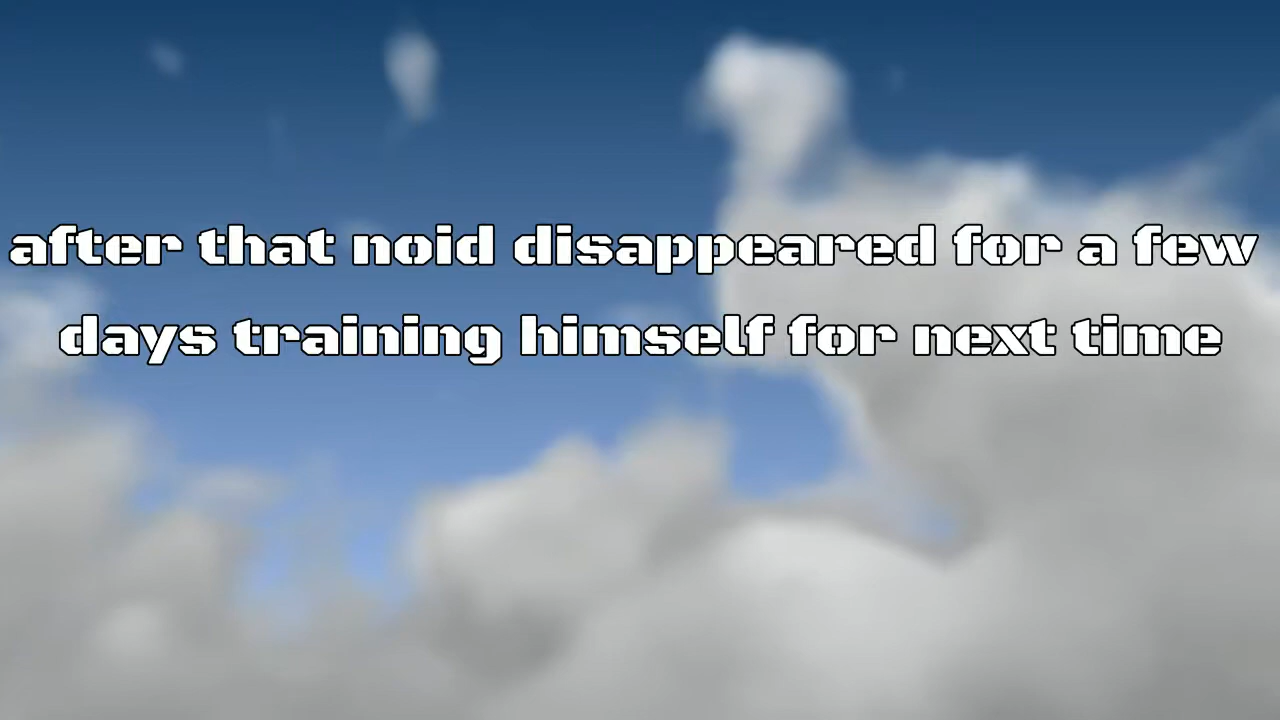 after that noid disappeared for a few
days training himself for next time